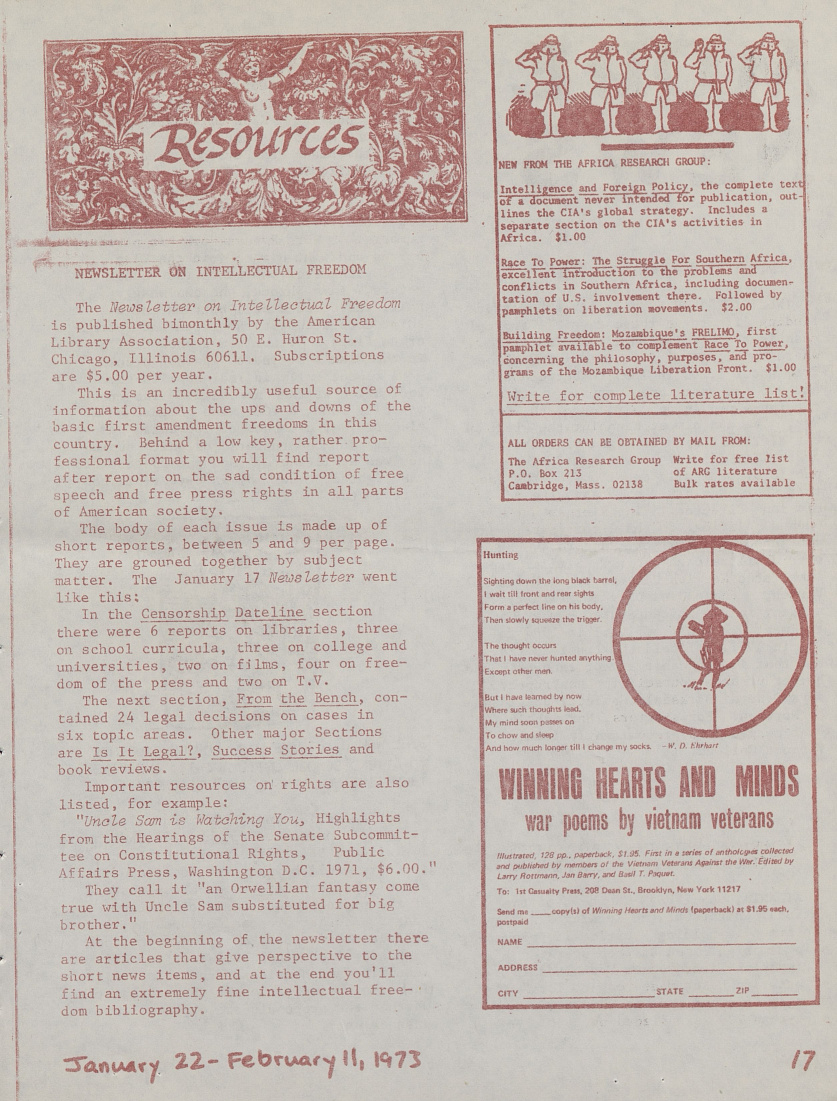 Resources
NEWSLETTER ON INTELLECTUAL FREEDOM
The Newsletter on Intellectual Freedom
is published bimonthly by the American
Library Association, 50 E. Huron St.
Chicago, Illinois 60611. Subscriptions
are $5.00 per year.
This is an incredibly useful source of
information about the ups and downs of the
basic first amendment freedoms in this
country. Behind a low key, rather pro-
fessional format you will find report
after report on the sad condition of free
speech and free press rights in all parts
of American society.
The body of each issue is made up of
short reports, between 5 and 9 per page.
They are grouned together by subject
matter. The January 17 Newsletter went
like this:
In the Censorship Dateline section
there were 6 reports on libraries, three
on school curricula, three on college and
universities, two on films, four on free-
dom of the press and two on T.V.
The next section, From the Bench, con-
tained 24 legal decisions on cases in
six topic areas. Other major Sections
are Is It Legal?, Success Stories and
book reviews.
Important resources on rights are also
listed, for example:
"Uncle Sam is Watching You, Highlights
from the Hearings of the Senate Subcommit-
tee on Constitutional Rights, Public
Affairs Press, Washington D.C. 1971, $6.00."
They call it "an Orwellian fantasy come
true with Uncle Sam substituted for big
brother."
At the beginning of the newsletter there
are articles that give perspective to the
short news items, and at the end you'll
find an extremely fine intellectual free-
dom bibliography.
NEW FROM THE AFRICA RESEARCH GROUP:
Intelligence and Foreign Policy, the complete text
of a document never intended for publication, out-
lines the CIA's global strategy. Includes a
separate section on the CIA's activities in
Africa. $1.00
Race To Power: The Struggle For Southern Africa,
excellent introduction to the problems and
conflicts in Southern Africa, including documen-
tation of U.S. involvement there. Followed by
pamphlets on liberation movements. $2.00
Building Freedom: Mozambique's FRELIMO, first
pamphlet available to complement Race To Power,
concerning the philosophy, purposes, and pro-
grams of the Mozambique Liberation Front. $1.00
Write for complete literature list!
ALL ORDERS CAN BE OBTAINED BY MAIL FROM:
The Africa Research Group Write for free list
P.O. Box 213 of ARG literature
Cambridge, Mass. 02138 Bulk rates available
Hunting
Sighting down the long black barrel,
I wait till front and rear sights
Form a perfect line on his body,
Then slowly squeeze the trigger.
The thought occurs
That I have never hunted anything
Except other men.
But I have learned by now
Where such thoughts lead,
My mind soon passes on
To chow and sleep
And how much longer till I change my socks. – W. D. Ehrhart
WINNING HEARTS AND MINDS
war poems by vietnam veterans
Illustrated, 128 pp., paperback, $1.95. First in a series of anthologies collected
and published by members of the Vietnam Veterans Against the War. Edited by
Larry Rottmann, Jan Barry, and Basil T. Paquet.
To: 1st Casualty Press, 208 Dean St., Brooklyn, New York 11217
Send me ____ copy(s) of Winning Hearts and Minds (paperback) at $1.95 each,
postpaid
NAME
ADDRESS
CITY STATE ZIP
January 22-February 11, 1973
17